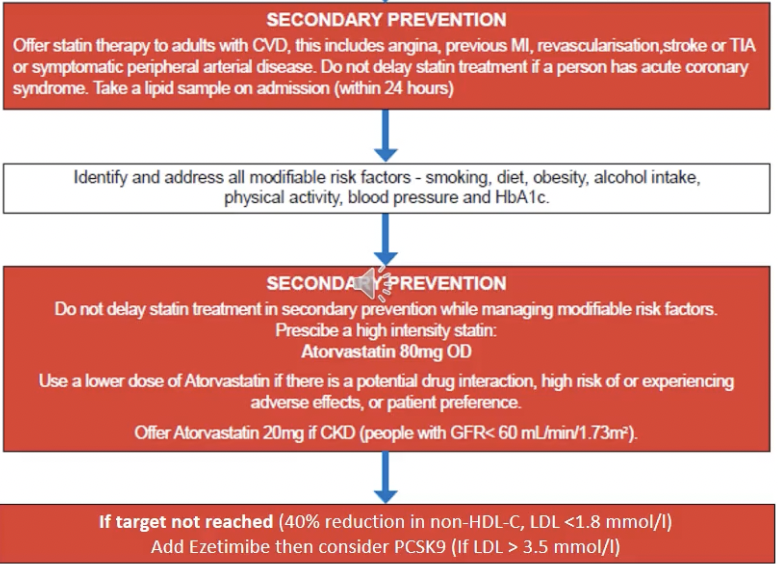 SECONDARY PREVENTION
Offer statin therapy to adults with CVD, this includes angina, previous MI, revascularisation,stroke or TIA
or symptomatic peripheral arterial disease. Do not delay statin treatment if a person has acute coronary
syndrome. Take a lipid sample on admission (within 24 hours)
Identify and address all modifiable risk factors - smoking, diet, obesity, alcohol intake,
physical activity, blood pressure and HbA1c.
SECONDARY PREVENTION
Do not delay statin treatment in secondary prevention while managing modifiable risk factors.
Prescibe a high intensity statin:
Atorvastatin 80mg OD
Use a lower dose of Atorvastatin if there is a potential drug interaction, high risk of or experiencing
adverse effects, or patient preference.
Offer Atorvastatin 20mg if CKD (people with GFR< 60 mL/min/1.73m²).
If target not reached (40% reduction in non-HDL-C, LDL <1.8 mmol/l)
Add Ezetimibe then consider PCSK9 (If LDL > 3.5 mmol/l)